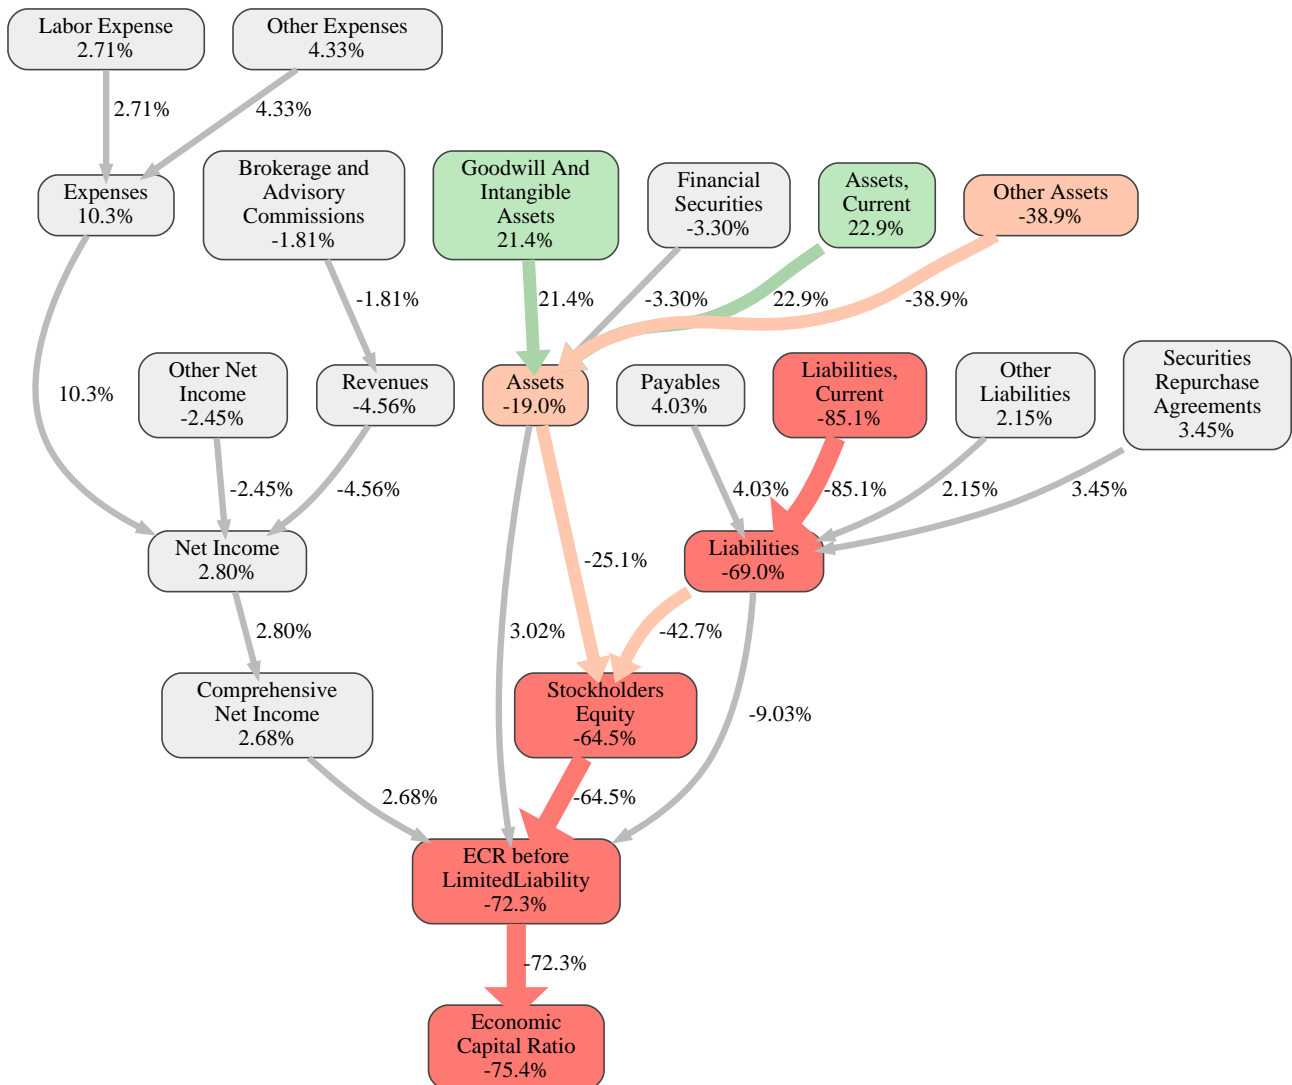 Labor Expense
2.71%
Other Expenses
4.33%
2.71%
4.33%
Expenses
10.3%
Brokerage and
Advisory
Commissions
-1.81%
Goodwill And
Intangible
Assets
21.4%
Financial
Securities
-3.30%
Assets,
Current
22.9%
Other Assets
-38.9%
-1.81%
21.4%
-3.30%
22.9%
-38.9%
10.3%
Other Net
Income
-2.45%
Revenues
-4.56%
Assets
-19.0%
Payables
4.03%
Liabilities,
Current
-85.1%
Other
Liabilities
2.15%
Securities
Repurchase
Agreements
3.45%
-2.45%
-4.56%
4.03%
-85.1%
2.15%
3.45%
Net Income
2.80%
-25.1%
Liabilities
-69.0%
2.80%
3.02%
-42.7%
Comprehensive
Net Income
2.68%
Stockholders
Equity
-64.5%
-9.03%
2.68%
-64.5%
ECR before
LimitedLiability
-72.3%
-72.3%
Economic
Capital Ratio
-75.4%